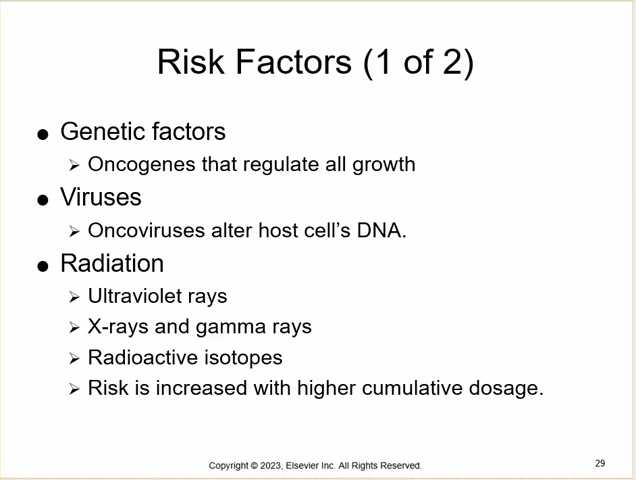 Risk Factors (1 of 2)
● Genetic factors
➢ Oncogenes that regulate all growth
● Viruses
➢ Oncoviruses alter host cell’s DNA.
● Radiation
➢ Ultraviolet rays
➢ X-rays and gamma rays
➢ Radioactive isotopes
➢ Risk is increased with higher cumulative dosage.
Copyright © 2023, Elsevier Inc. All Rights Reserved.
29